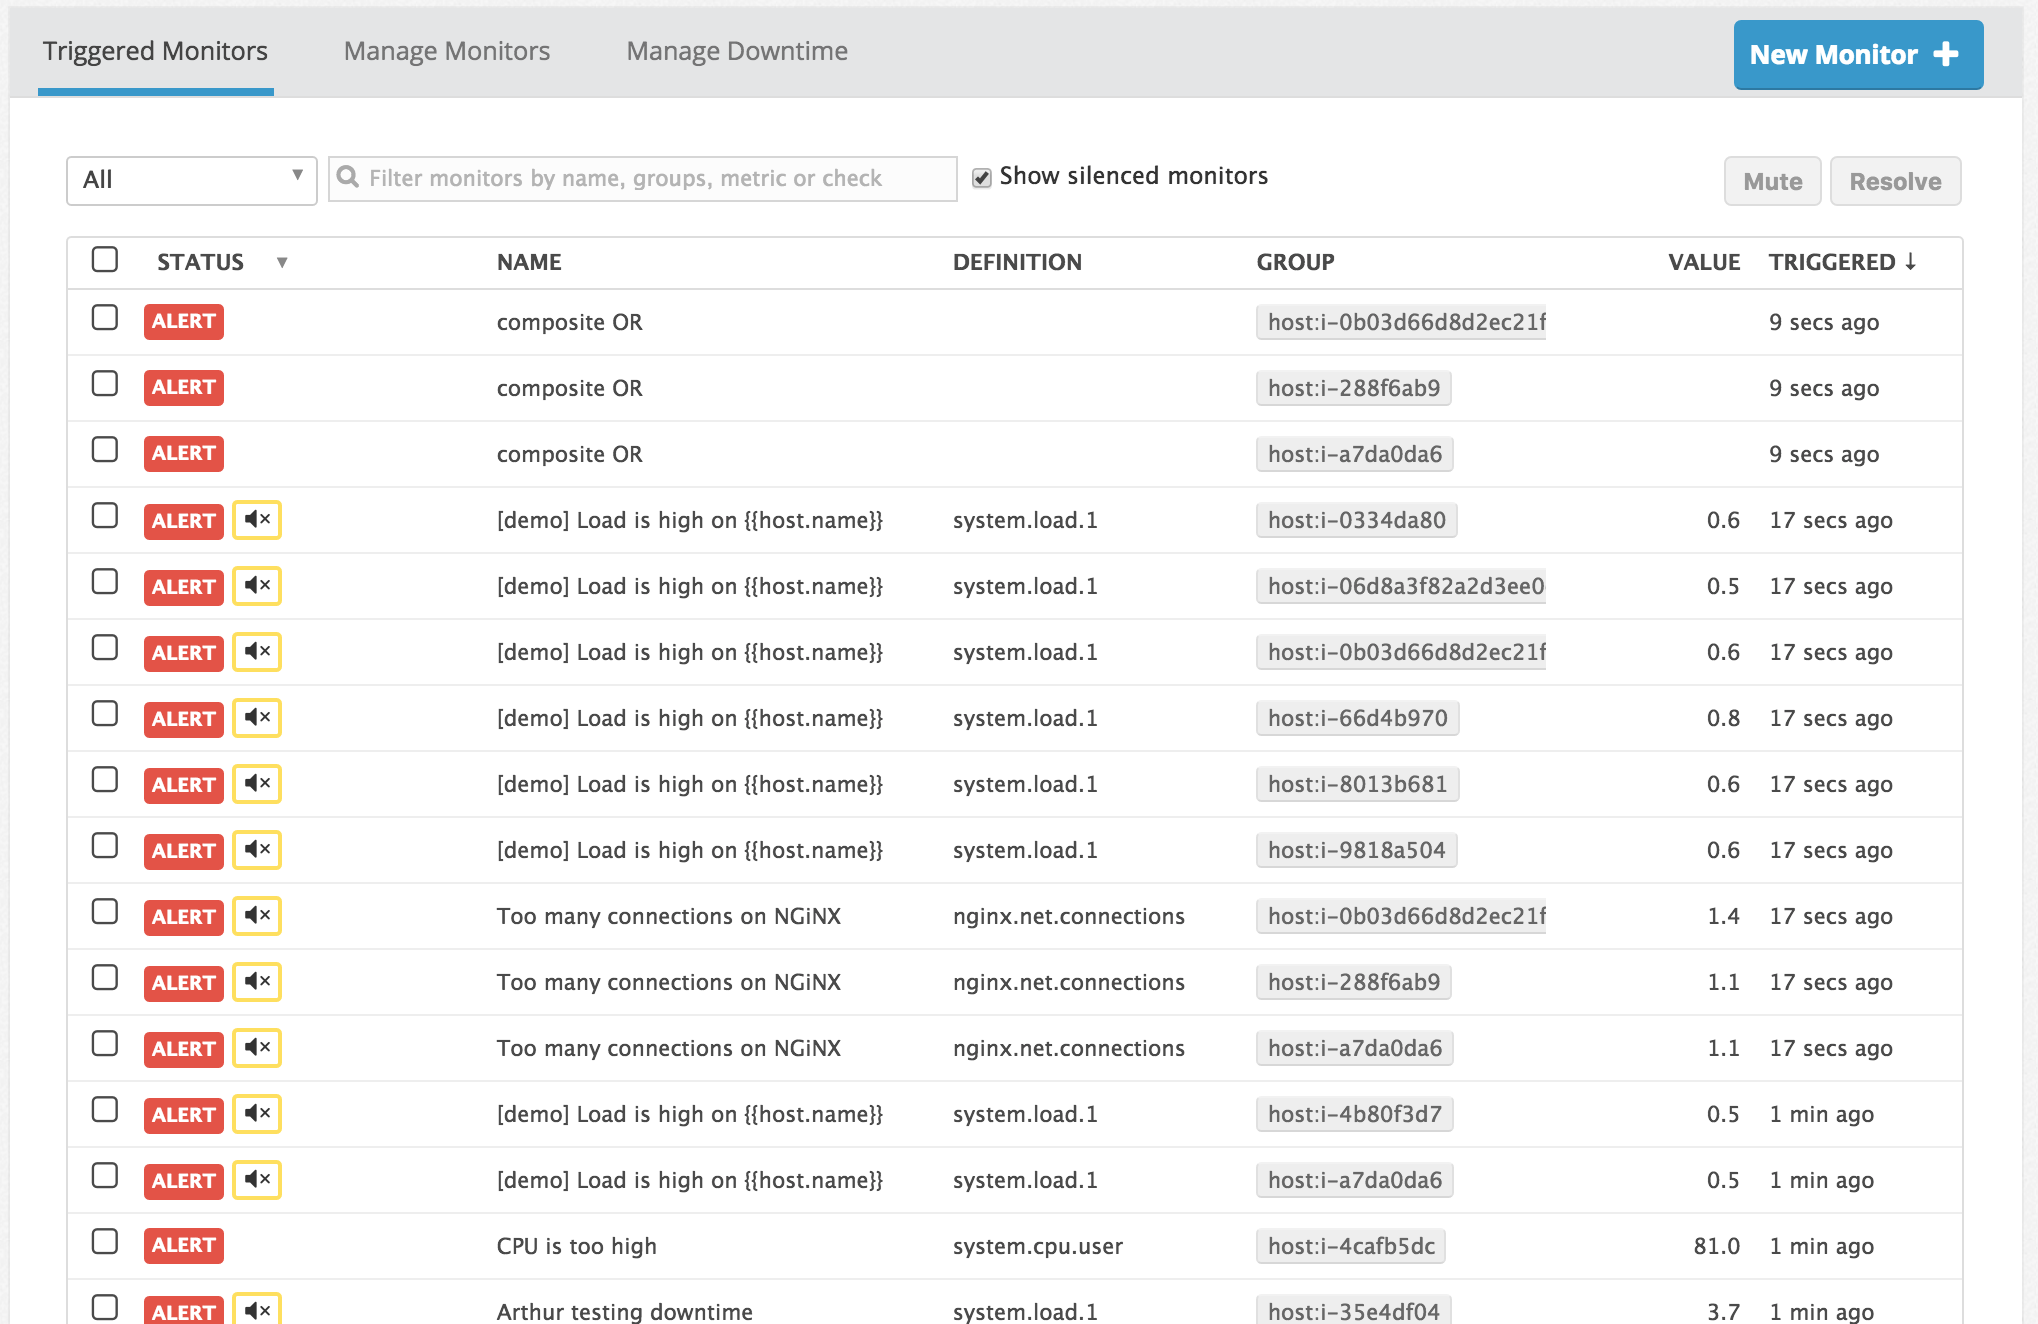 Triggered Monitors Manage Monitors Manage Downtime New Monitor +
All Filter monitors by name, groups, metric or check Show silenced monitors Mute Resolve
STATUS NAME DEFINITION GROUP VALUE TRIGGERED ↓
ALERT composite OR host:i-0b03d66d8d2ec21f 9 secs ago
ALERT composite OR host:i-288f6ab9 9 secs ago
ALERT composite OR host:i-a7da0da6 9 secs ago
ALERT [demo] Load is high on {{host.name}} system.load.1 host:i-0334da80 0.6 17 secs ago
ALERT [demo] Load is high on {{host.name}} system.load.1 host:i-06d8a3f82a2d3ee0 0.5 17 secs ago
ALERT [demo] Load is high on {{host.name}} system.load.1 host:i-0b03d66d8d2ec21f 0.6 17 secs ago
ALERT [demo] Load is high on {{host.name}} system.load.1 host:i-66d4b970 0.8 17 secs ago
ALERT [demo] Load is high on {{host.name}} system.load.1 host:i-8013b681 0.6 17 secs ago
ALERT [demo] Load is high on {{host.name}} system.load.1 host:i-9818a504 0.6 17 secs ago
ALERT Too many connections on NGiNX nginx.net.connections host:i-0b03d66d8d2ec21f 1.4 17 secs ago
ALERT Too many connections on NGiNX nginx.net.connections host:i-288f6ab9 1.1 17 secs ago
ALERT Too many connections on NGiNX nginx.net.connections host:i-a7da0da6 1.1 17 secs ago
ALERT [demo] Load is high on {{host.name}} system.load.1 host:i-4b80f3d7 0.5 1 min ago
ALERT [demo] Load is high on {{host.name}} system.load.1 host:i-a7da0da6 0.5 1 min ago
ALERT CPU is too high system.cpu.user host:i-4cafb5dc 81.0 1 min ago
ALERT Arthur testing downtime system.load.1 host:i-35e4df04 3.7 1 min ago